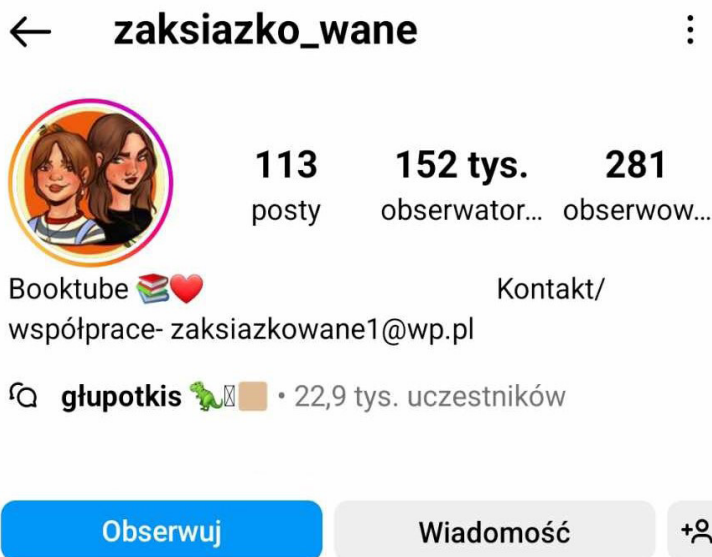 zaksiazko_wane
113 152 tys. 281
posty obserwator... obserwow...
Booktube 📚❤️ Kontakt/
współprace- zaksiazkowane1@wp.pl
głupotkis 🦖 • 22,9 tys. uczestników
Obserwuj Wiadomość